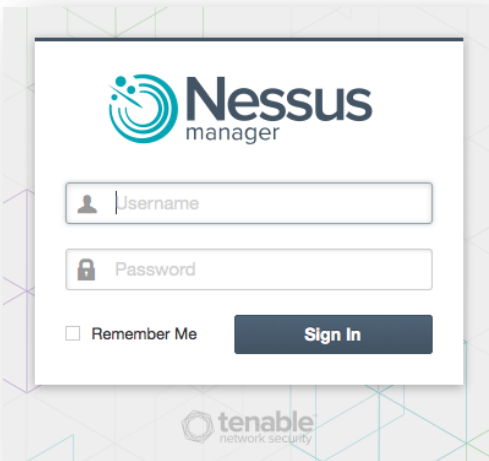 Nessus
manager
Username
Password
Remember Me
Sign In
tenable
network security